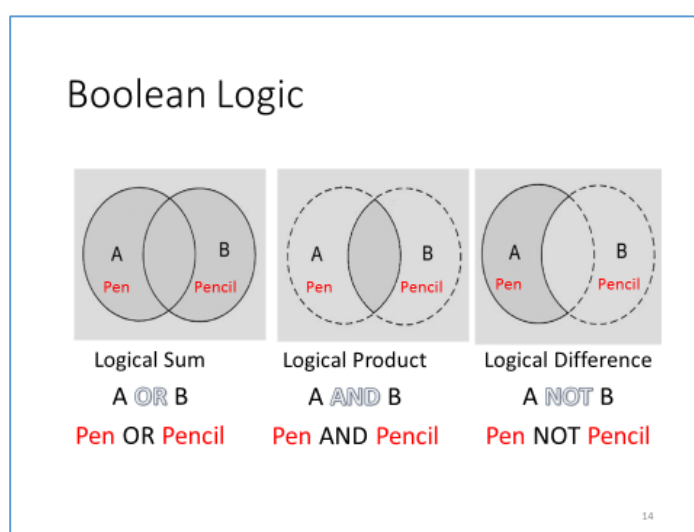 Boolean Logic
A B
Pen Pencil
A B
Pen Pencil
A B
Pen Pencil
Logical Sum
A OR B
Pen OR Pencil
Logical Product
A AND B
Pen AND Pencil
Logical Difference
A NOT B
Pen NOT Pencil
14